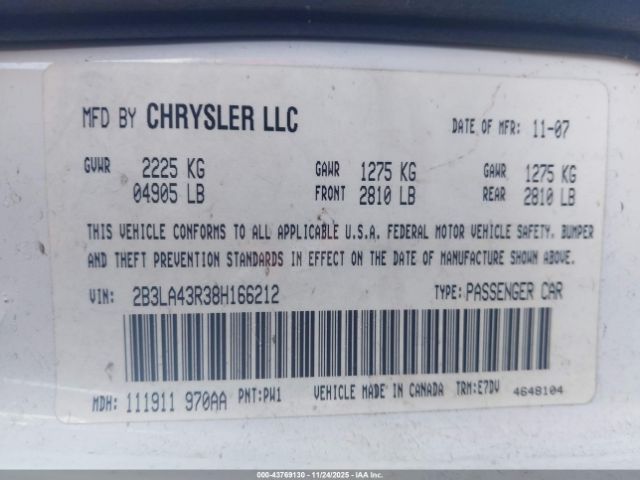 MFD BY CHRYSLER LLC DATE OF MFR: 11-07
GVWR 2225 KG GAWR 1275 KG GAWR 1275 KG
04905 LB FRONT 2810 LB REAR 2810 LB
THIS VEHICLE CONFORMS TO ALL APPLICABLE U.S.A. FEDERAL MOTOR VEHICLE SAFETY, BUMPER
AND THEFT PREVENTION STANDARDS IN EFFECT ON THE DATE OF MANUFACTURE SHOWN ABOVE.
VIN: 2B3LA43R38H166212 TYPE: PASSENGER CAR
MDH: 111911 970AA PNT: PW1 VEHICLE MADE IN CANADA TRM: E7DV 4648104
000-43769130 - 11/24/2025 - IAA Inc.